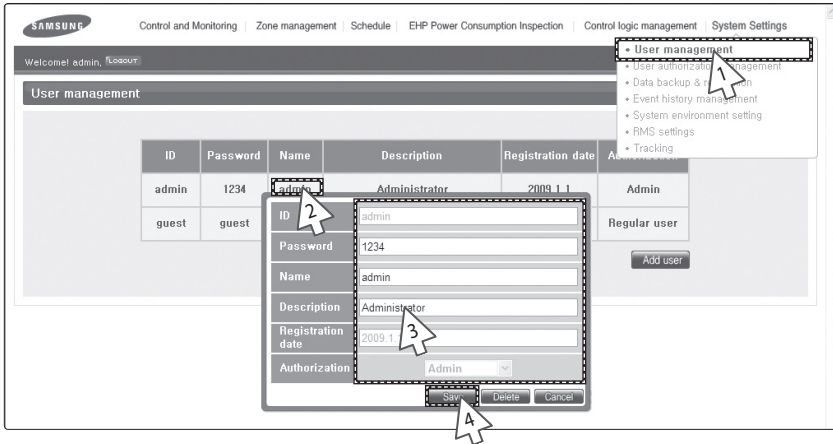 SAMSUNG Control and Monitoring Zone management Schedule EHP Power Consumption Inspection Control logic management System Settings
Welcome! admin, LOGOUT
• User management
• User authorization management
• Data backup &
• Event history management
• System environment setting
• RMS settings
• Tracking
User management
ID Password Name Description Registration date
admin 1234 admin Administrator 2009.1.1 Admin
guest guest Regular user
Add user
ID admin
Password 1234
Name admin
Description Administrator
Registration date 2009.1.
Authorization Admin
Save Delete Cancel
1
2
3
4